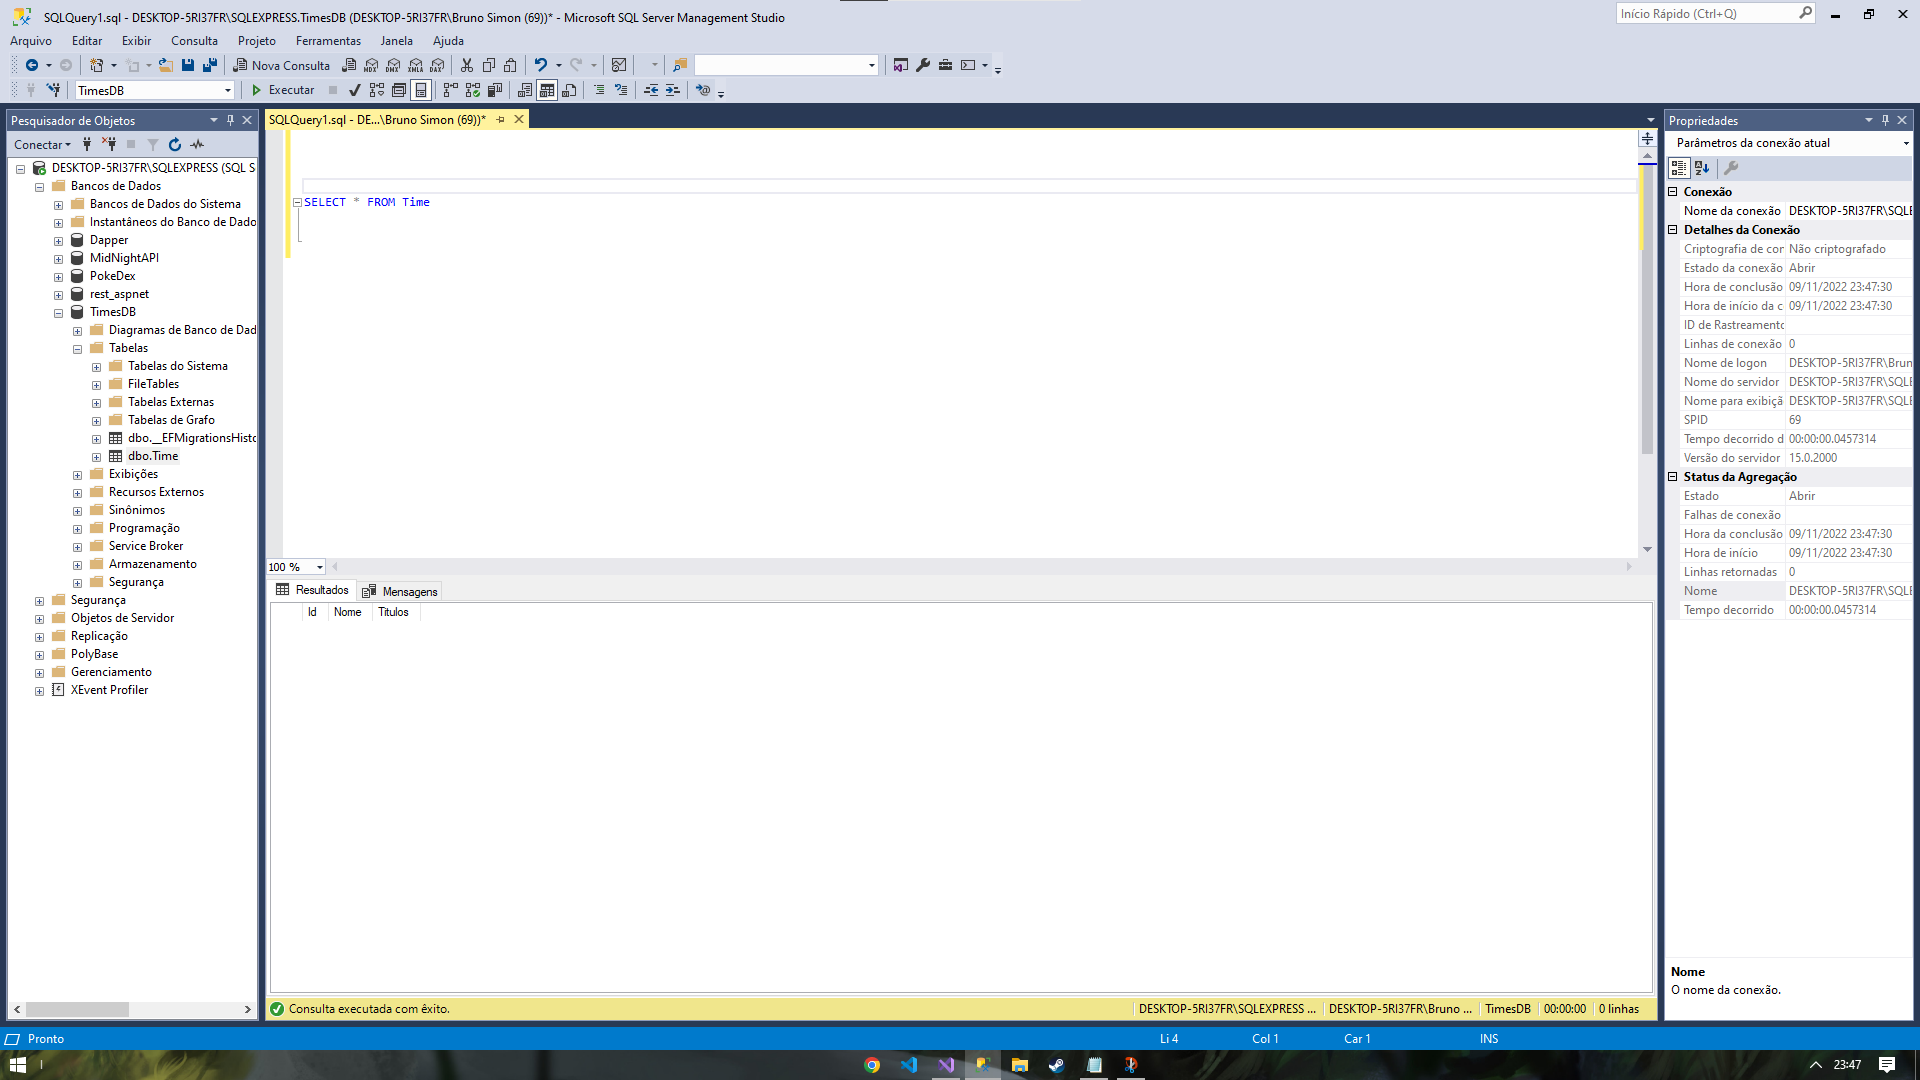 SQLQuery1.sql - DESKTOP-5RI37FR\SQLEXPRESS.TimesDB (DESKTOP-5RI37FR\Bruno Simon (69))* - Microsoft SQL Server Management Studio
Início Rápido (Ctrl+Q)
Arquivo Editar Exibir Consulta Projeto Ferramentas Janela Ajuda
Nova Consulta
TimesDB
Executar
Pesquisador de Objetos
Conectar
DESKTOP-5RI37FR\SQLEXPRESS (SQL S
Bancos de Dados
Bancos de Dados do Sistema
Instantâneos do Banco de Dado
Dapper
MidNightAPI
PokeDex
rest_aspnet
TimesDB
Diagramas de Banco de Dad
Tabelas
Tabelas do Sistema
FileTables
Tabelas Externas
Tabelas de Grafo
dbo.__EFMigrationsHisto
dbo.Time
Exibições
Recursos Externos
Sinônimos
Programação
Service Broker
Armazenamento
Segurança
Segurança
Objetos de Servidor
Replicação
PolyBase
Gerenciamento
XEvent Profiler
SQLQuery1.sql - DE...\Bruno Simon (69))*
SELECT * FROM Time
100 %
Resultados Mensagens
Id Nome Titulos
Consulta executada com êxito.
DESKTOP-5RI37FR\SQLEXPRESS ... DESKTOP-5RI37FR\Bruno ... TimesDB 00:00:00 0 linhas
Propriedades
Parâmetros da conexão atual
Conexão
Nome da conexão DESKTOP-5RI37FR\SQLE
Detalhes da Conexão
Criptografia de cor Não criptografado
Estado da conexão Abrir
Hora de conclusão 09/11/2022 23:47:30
Hora de início da c 09/11/2022 23:47:30
ID de Rastreamento
Linhas de conexão 0
Nome de logon DESKTOP-5RI37FR\Brun
Nome do servidor DESKTOP-5RI37FR\SQLE
Nome para exibiçã DESKTOP-5RI37FR\SQLE
SPID 69
Tempo decorrido d 00:00:00.0457314
Versão do servidor 15.0.2000
Status da Agregação
Estado Abrir
Falhas de conexão
Hora da conclusão 09/11/2022 23:47:30
Hora de início 09/11/2022 23:47:30
Linhas retornadas 0
Nome DESKTOP-5RI37FR\SQLE
Tempo decorrido 00:00:00.0457314
Nome
O nome da conexão.
Pronto
Li 4 Col 1 Car 1 INS
23:47